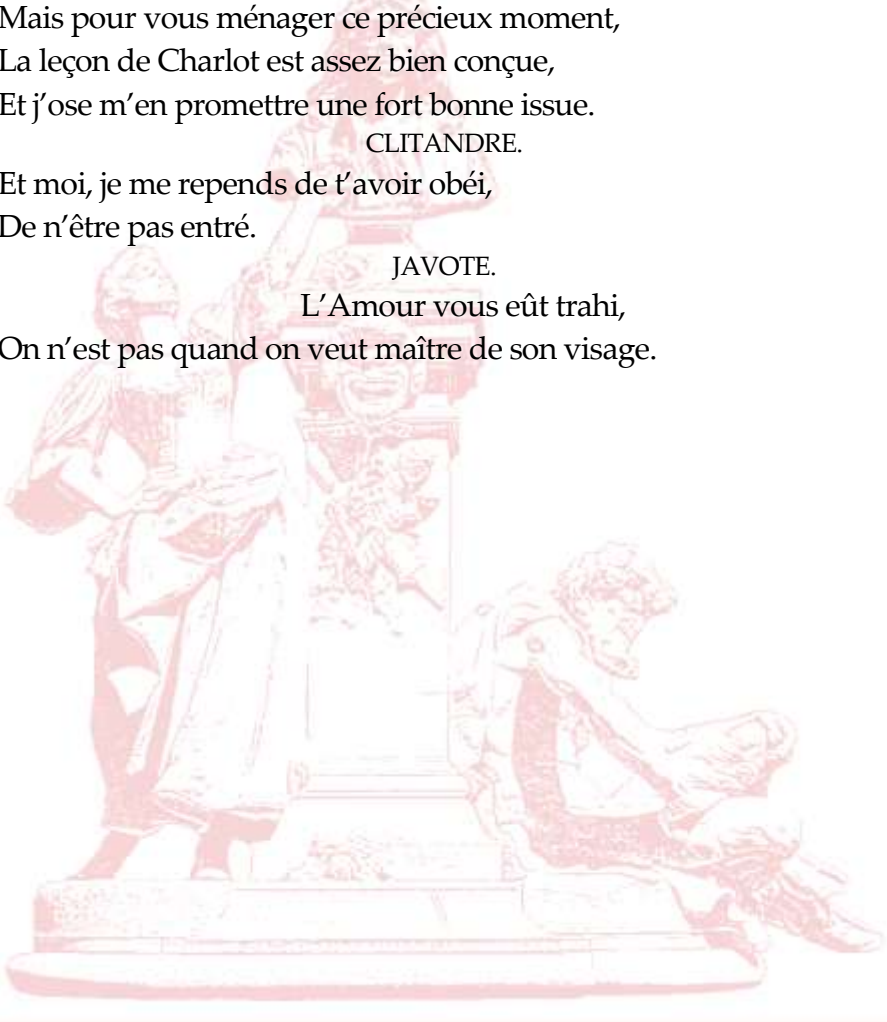 Mais pour vous ménager ce précieux moment,
La leçon de Charlot est assez bien conçue,
Et j’ose m’en promettre une fort bonne issue.
CLITANDRE.
Et moi, je me repends de t’avoir obéi,
De n’être pas entré.
JAVOTE.
L’Amour vous eût trahi,
On n’est pas quand on veut maître de son visage.